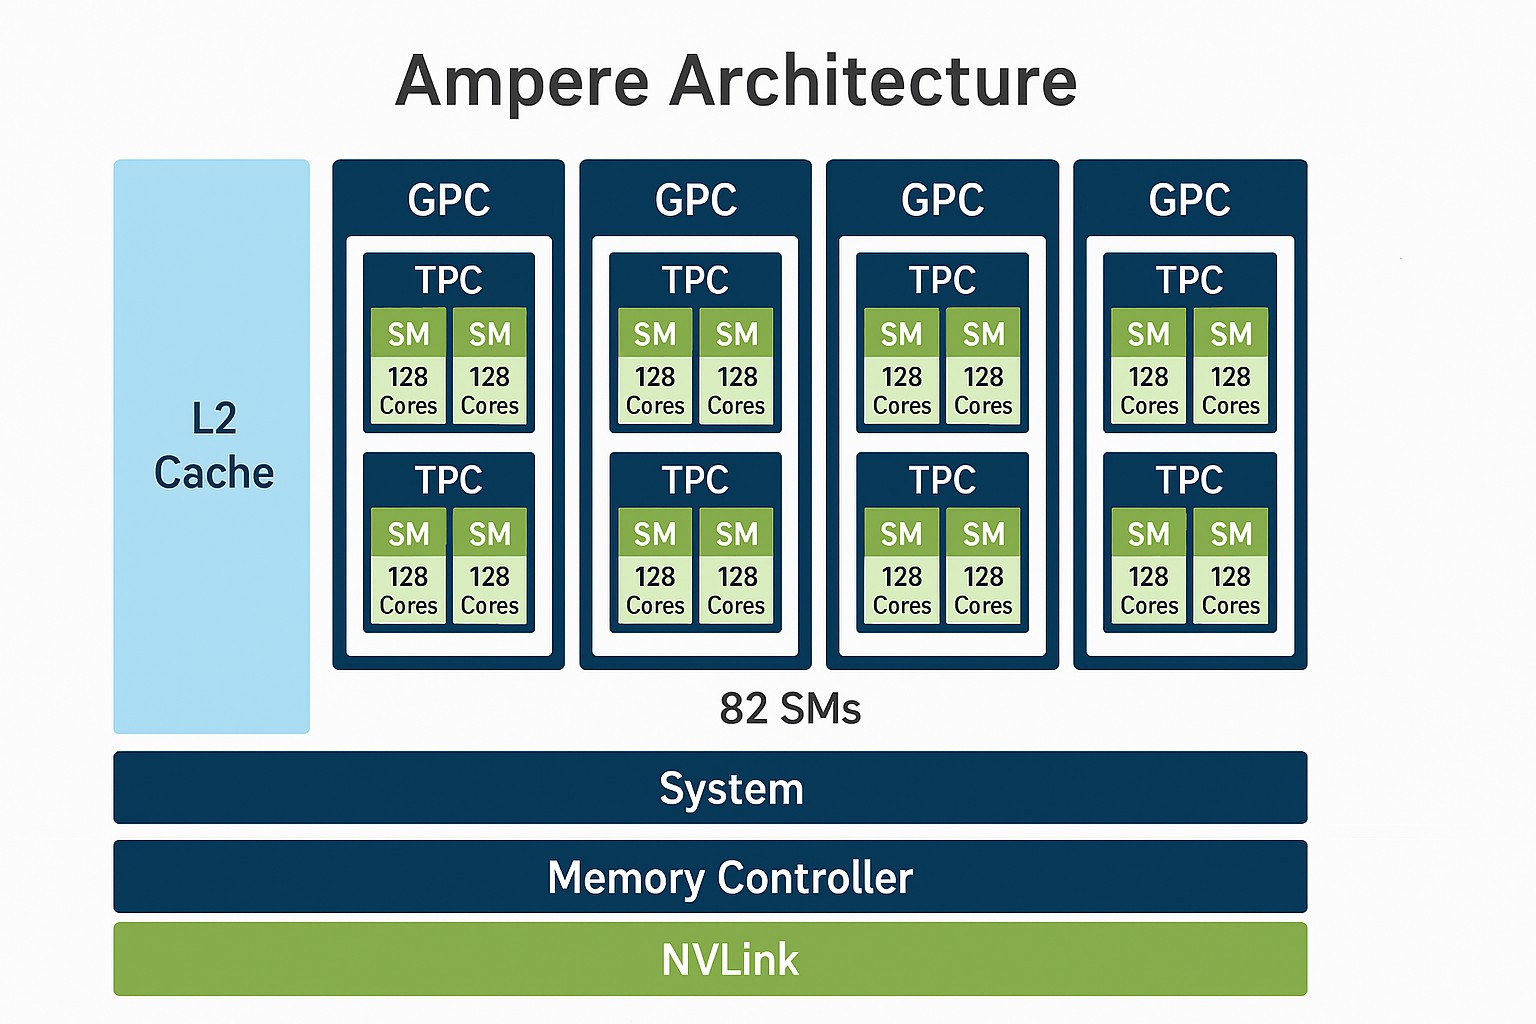 Ampere Architecture
L2
Cache
GPC
TPC
SM SM
128 128
Cores Cores
TPC
SM SM
128 128
Cores Cores
GPC
TPC
SM SM
128 128
Cores Cores
TPC
SM SM
128 128
Cores Cores
GPC
TPC
SM SM
128 128
Cores Cores
TPC
SM SM
128 128
Cores Cores
GPC
TPC
SM SM
128 128
Cores Cores
TPC
SM SM
128 128
Cores Cores
82 SMs
System
Memory Controller
NVLink